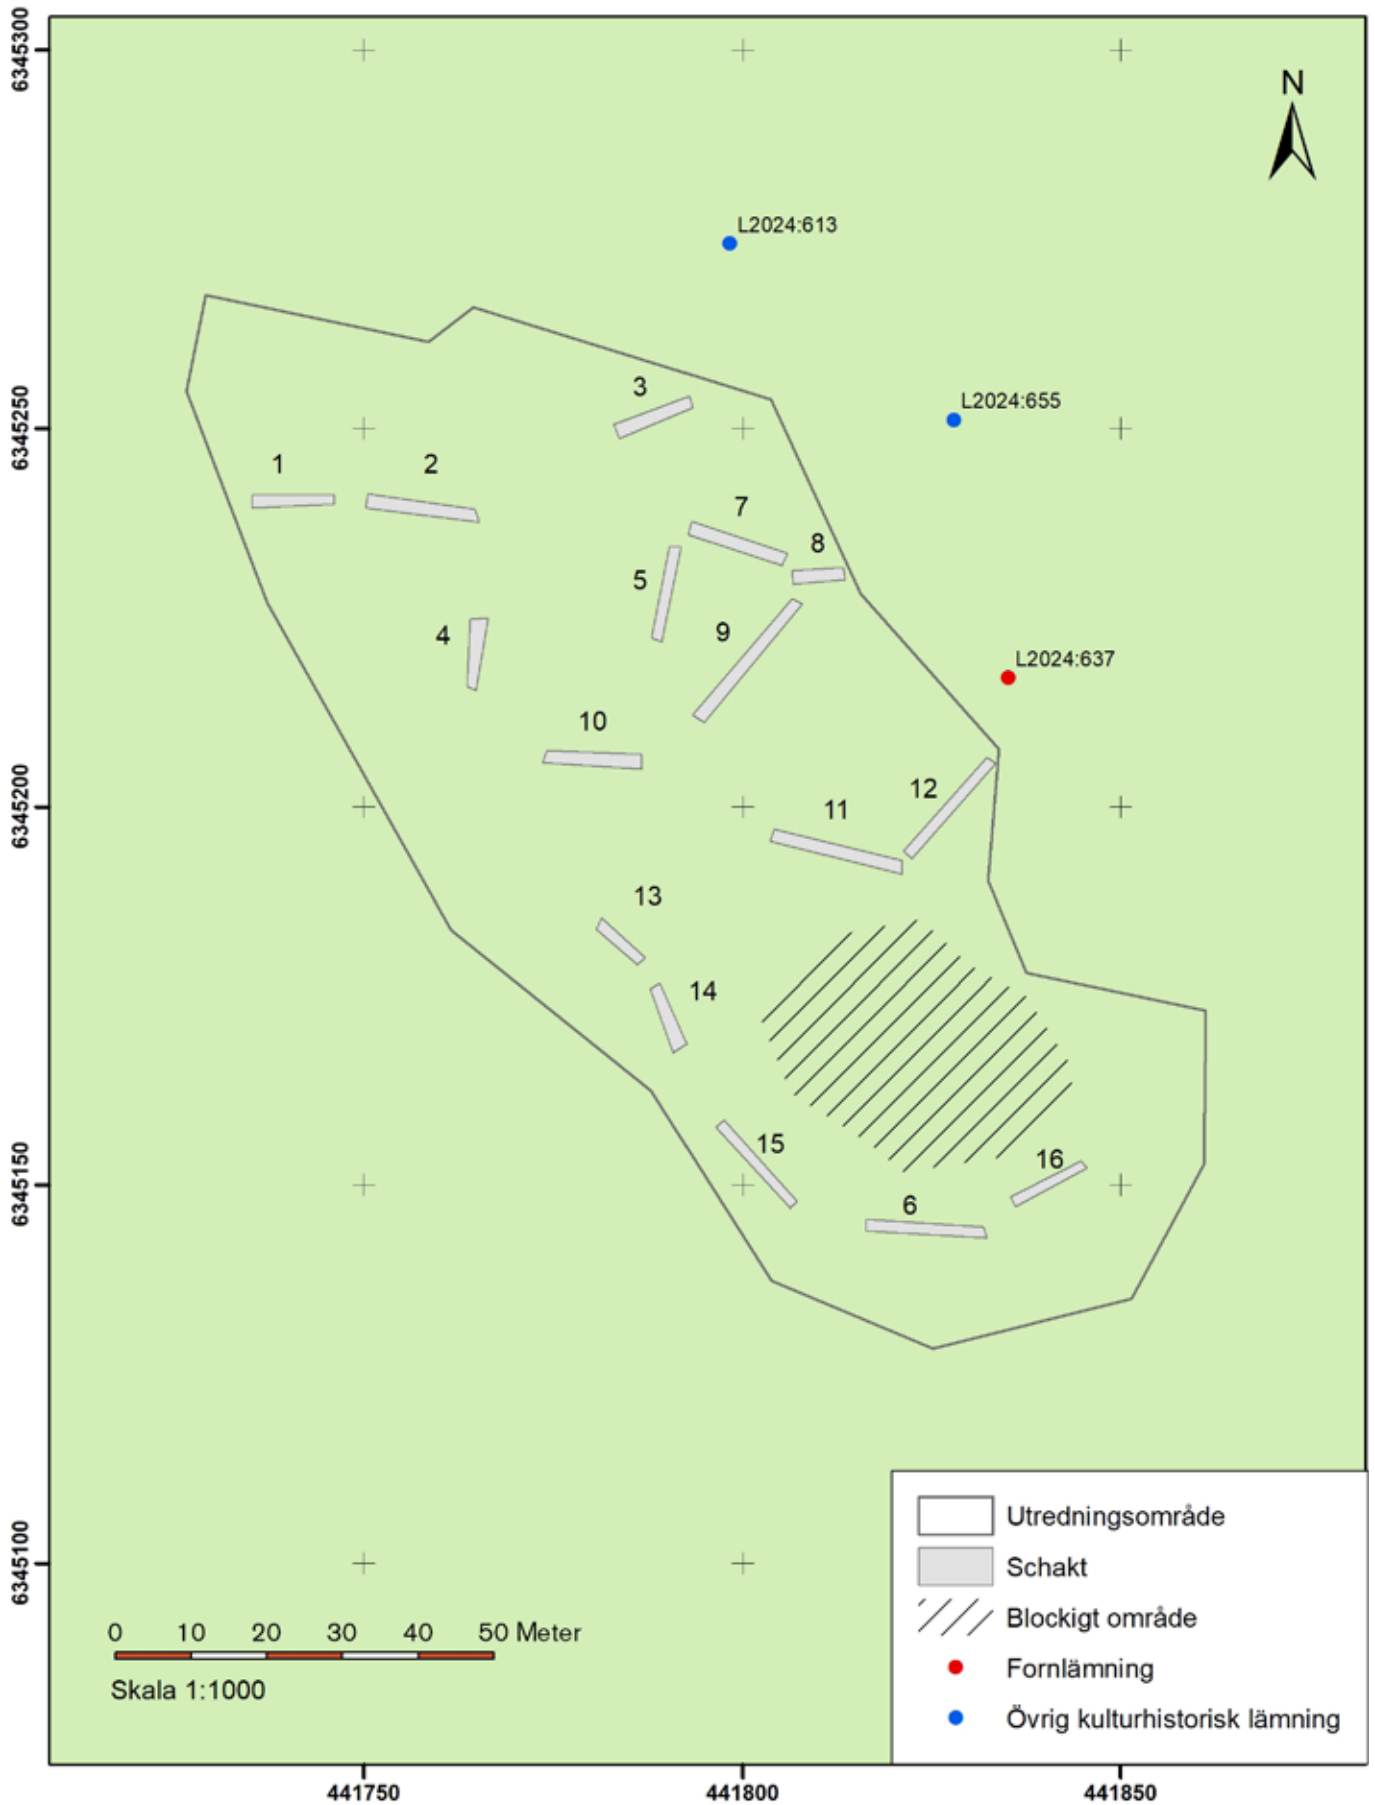 6345300
N
L2024:613
3
L2024:655
6345250
1
2
7
8
5
9
4
L2024:637
10
12
6345200
11
13
14
15
16
6345150
6
Utredningsområde
Schakt
6345100
Blockigt område
0 10 20 30 40 50 Meter
Fornlämning
Skala 1:1000
Övrig kulturhistorisk lämning
441750 441800 441850